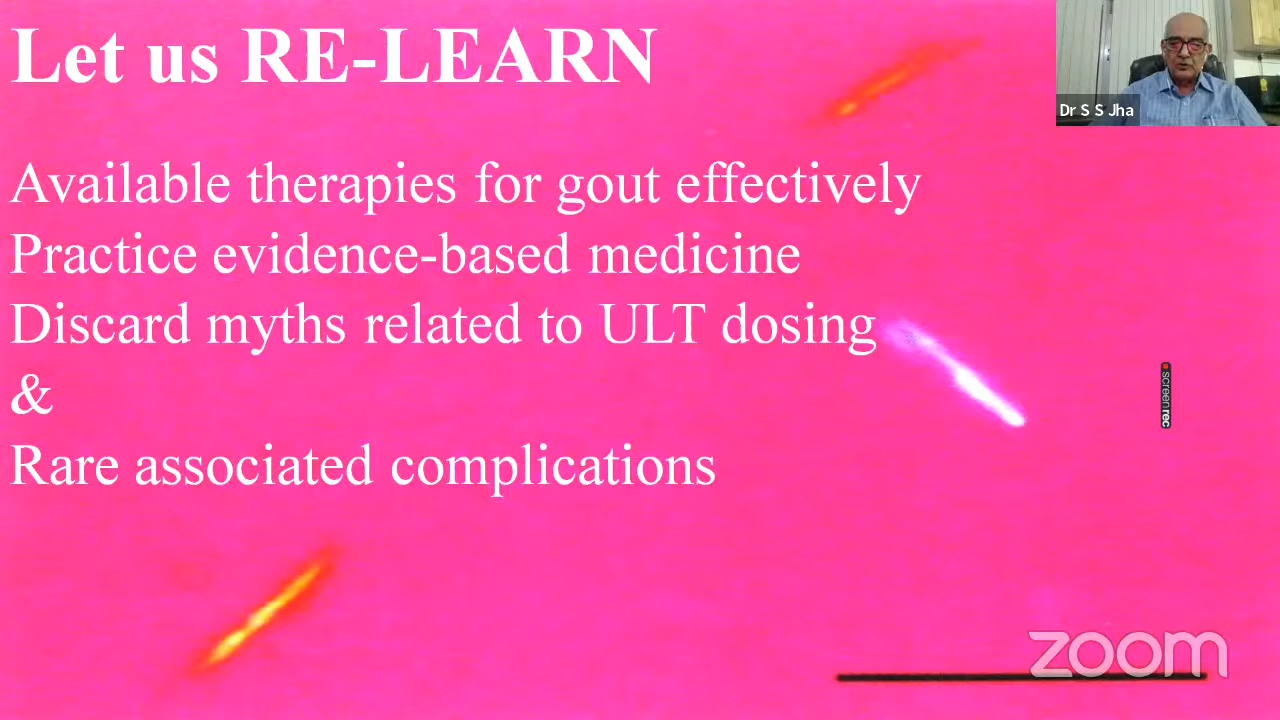 Let us RE-LEARN
Dr S S Jha
Available therapies for gout effectively
Practice evidence-based medicine
Discard myths related to ULT dosing
&
Rare associated complications
screenrec
zoom